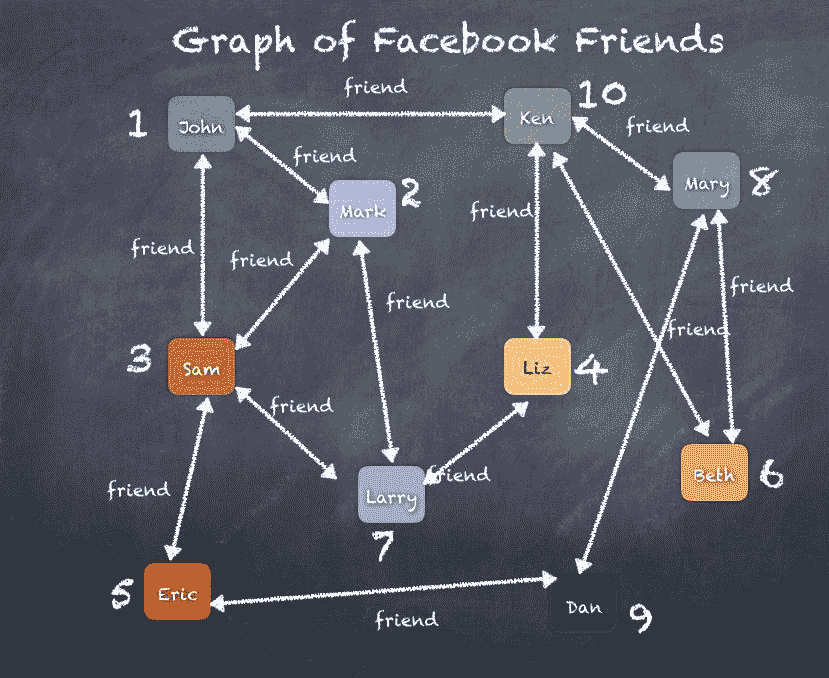 Graph of Facebook Friends
friend
10
1
John
Ken
friend
friend
Mary
8
Mark
2
friend
friend
friend
friend
friend
friend
3
Sam
Liz
4
friend
Beth
6
friend
friend
Larry
7
5
Eric
Dan
9
friend